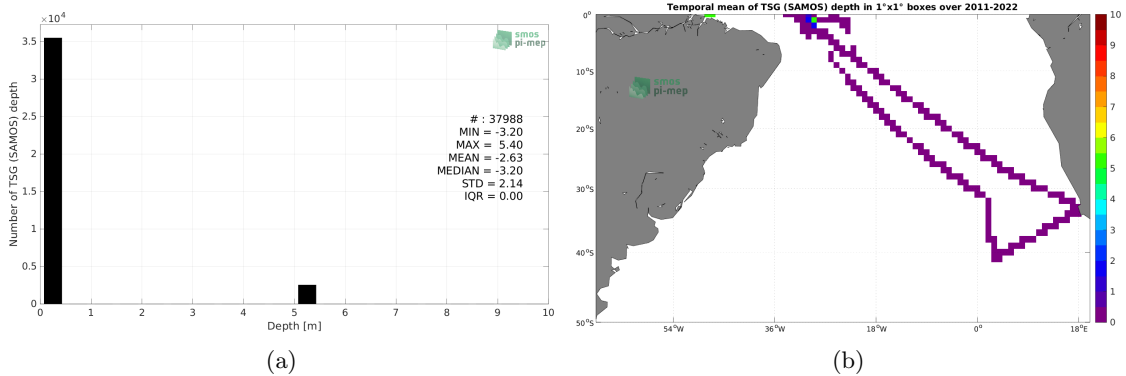 ×10⁴
3.5
3
2.5
2
1.5
1
0.5
0
Number of TSG (SAMOS) depth
smos
pi-mep
# : 37988
MIN = -3.20
MAX = 5.40
MEAN = -2.63
MEDIAN = -3.20
STD = 2.14
IQR = 0.00
0 1 2 3 4 5 6 7 8 9 10
Depth [m]
(a)
Temporal mean of TSG (SAMOS) depth in 1°x1° boxes over 2011-2022
0°
10°S
20°S
30°S
40°S
50°S
smos
pi-mep
54°W 36°W 18°W 0° 18°E
10
9
8
7
6
5
4
3
2
1
0
(b)